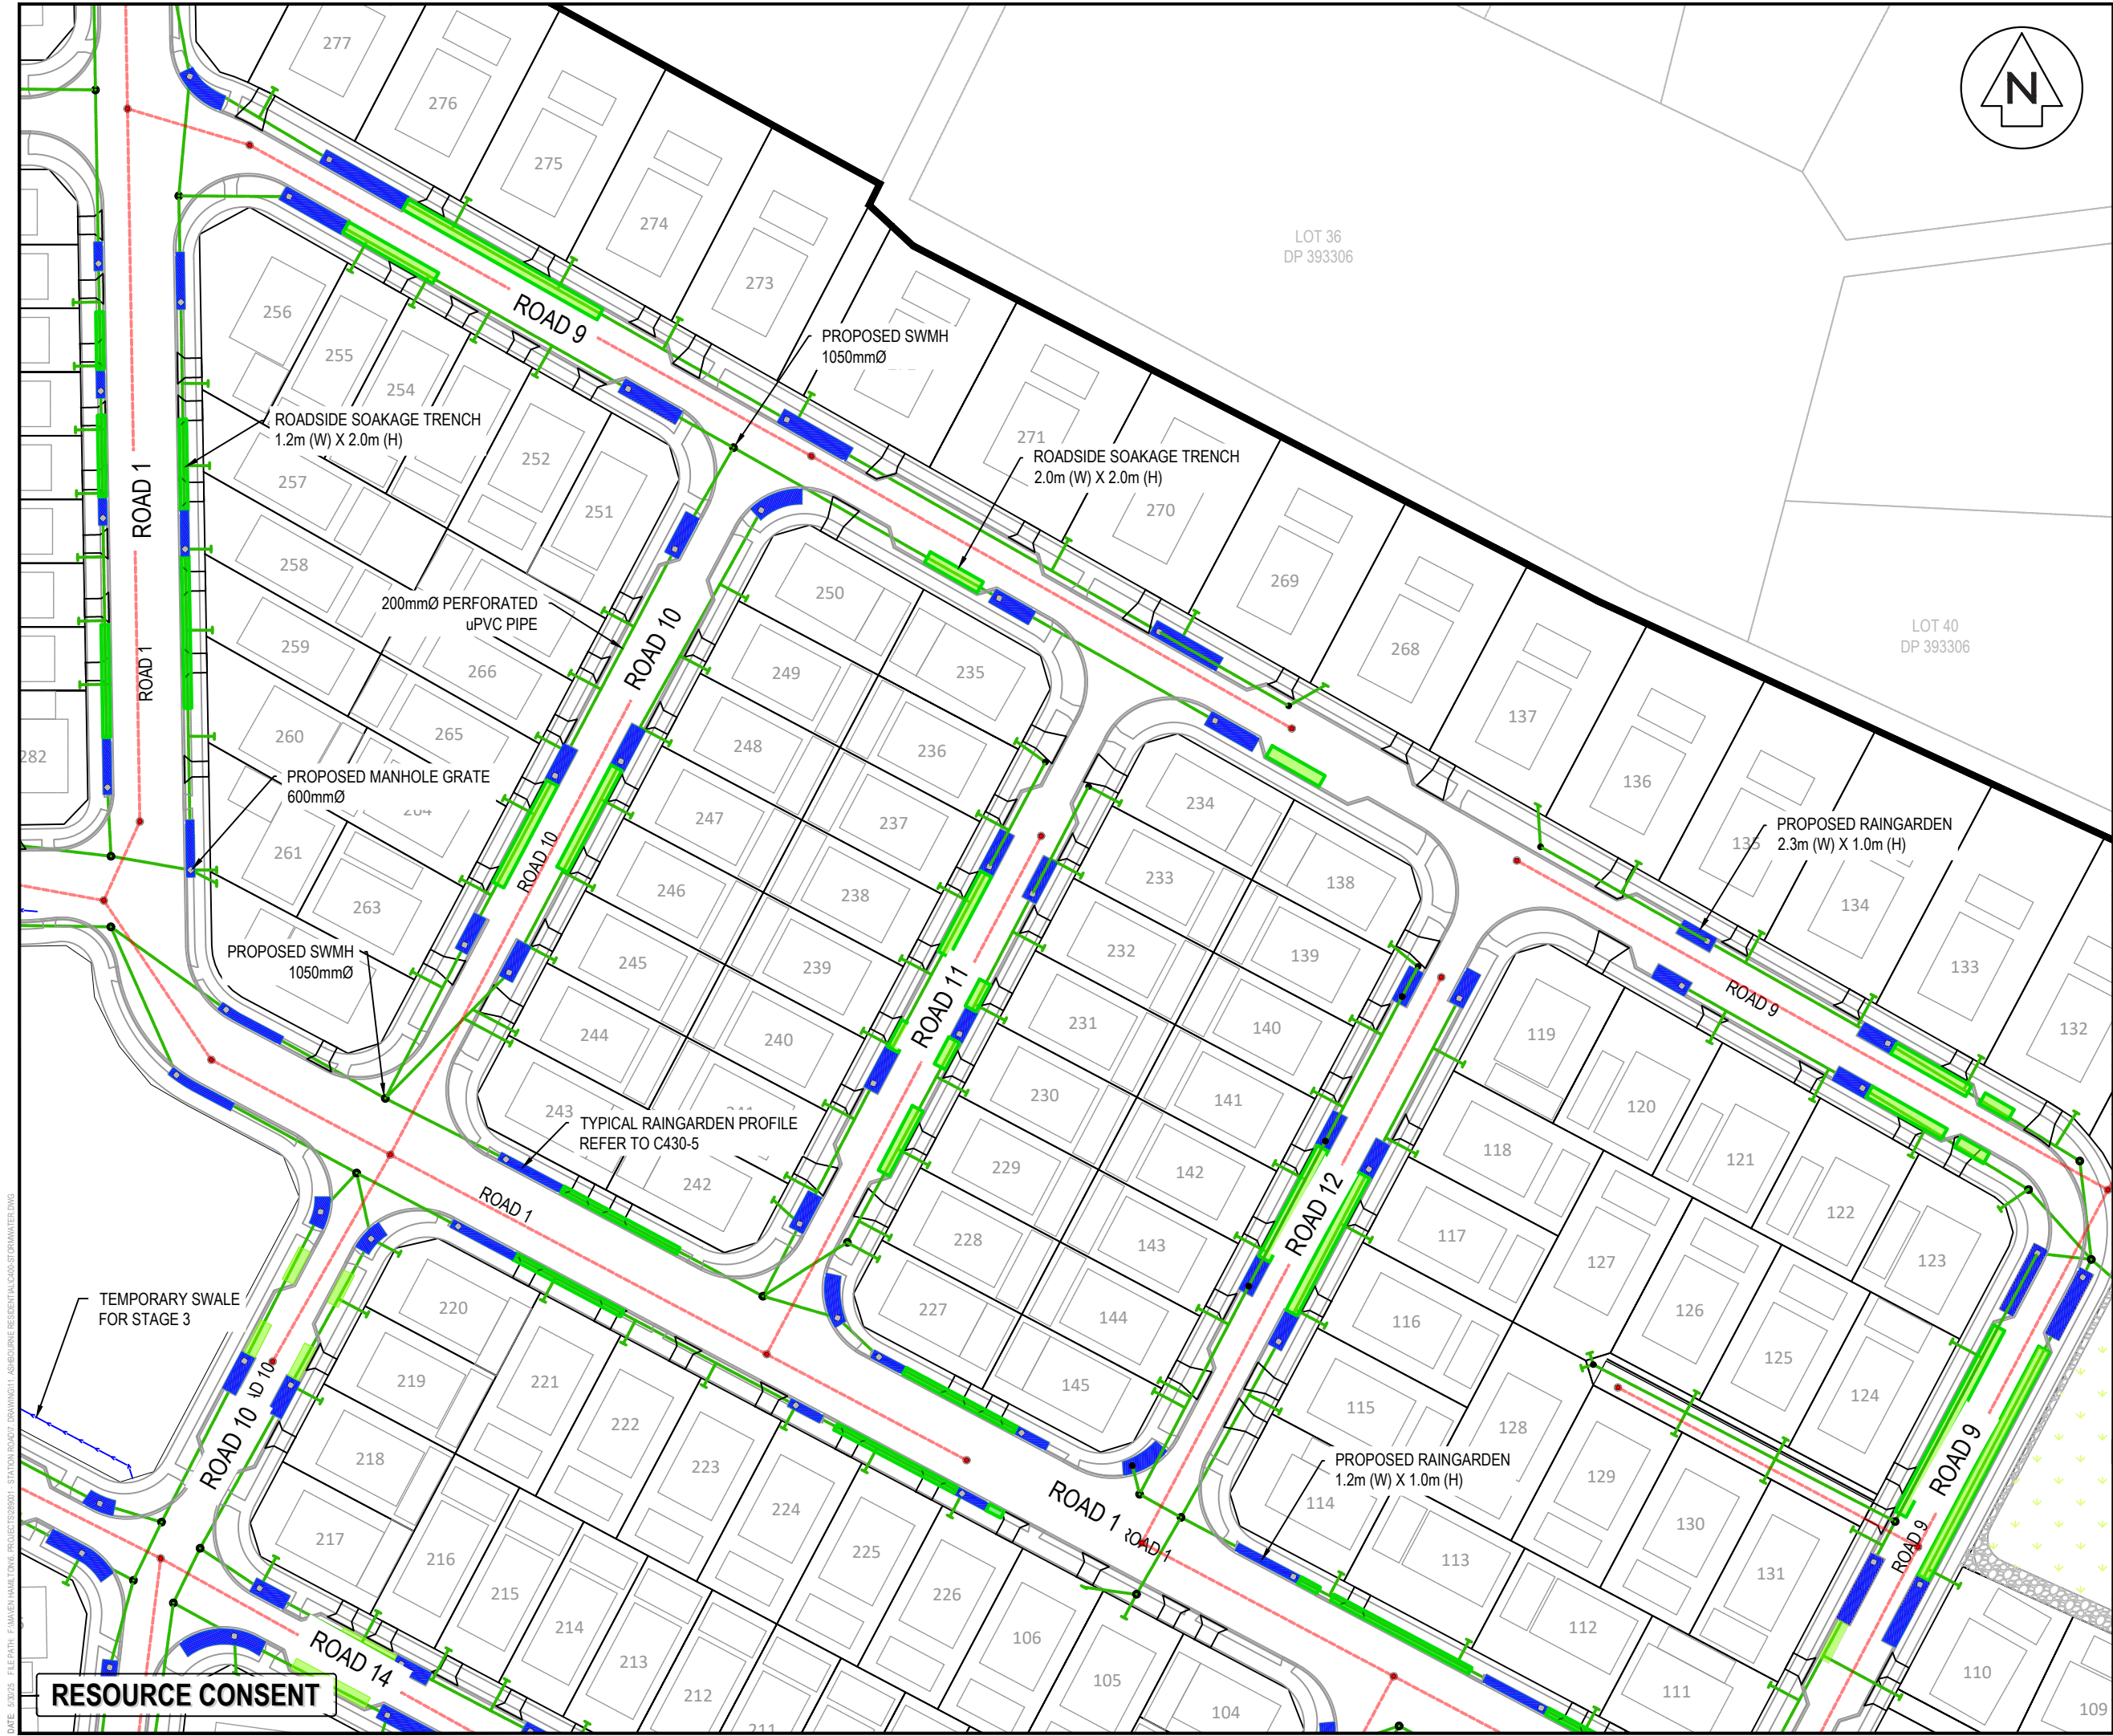 277
276
275
274
273
N
LOT 36
DP 393306
256
255
254
ROAD 9
PROPOSED SWMH
1050mmØ
ROADSIDE SOAKAGE TRENCH
1.2m (W) X 2.0m (H)
252
251
271
ROADSIDE SOAKAGE TRENCH
2.0m (W) X 2.0m (H)
270
ROAD 1
257
258
259
200mmØ PERFORATED
uPVC PIPE
ROAD 10
250
249
235
269
268
LOT 40
DP 393306
ROAD 1
266
265
260
248
236
137
136
282
PROPOSED MANHOLE GRATE
600mmØ
261
263
ROAD 10
247
237
234
135
PROPOSED RAINGARDEN
2.3m (W) X 1.0m (H)
134
246
238
233
138
133
PROPOSED SWMH
1050mmØ
245
239
232
139
ROAD 9
132
ROAD 11
244
240
231
140
119
243
TYPICAL RAINGARDEN PROFILE
REFER TO C430-5
230
141
120
242
229
142
118
121
ROAD 1
228
143
ROAD 12
117
127
122
123
TEMPORARY SWALE
FOR STAGE 3
220
227
144
116
126
125
219
221
145
115
124
ROAD 10
218
222
223
128
129
ROAD 9
PROPOSED RAINGARDEN
1.2m (W) X 1.0m (H)
114
224
ROAD 1
ROAD 1
217
216
225
113
130
ROAD 9
215
226
112
131
214
106
ROAD 14
213
105
110
212
111
104
109
211
RESOURCE CONSENT